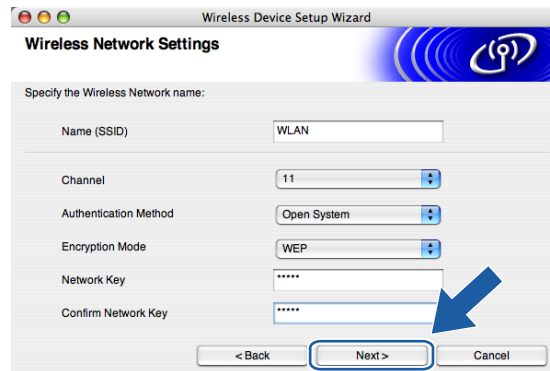 Wireless Device Setup Wizard
Wireless Network Settings
Specify the Wireless Network name:
Name (SSID) WLAN
Channel 11
Authentication Method Open System
Encryption Mode WEP
Network Key *****
Confirm Network Key *****
< Back Next > Cancel